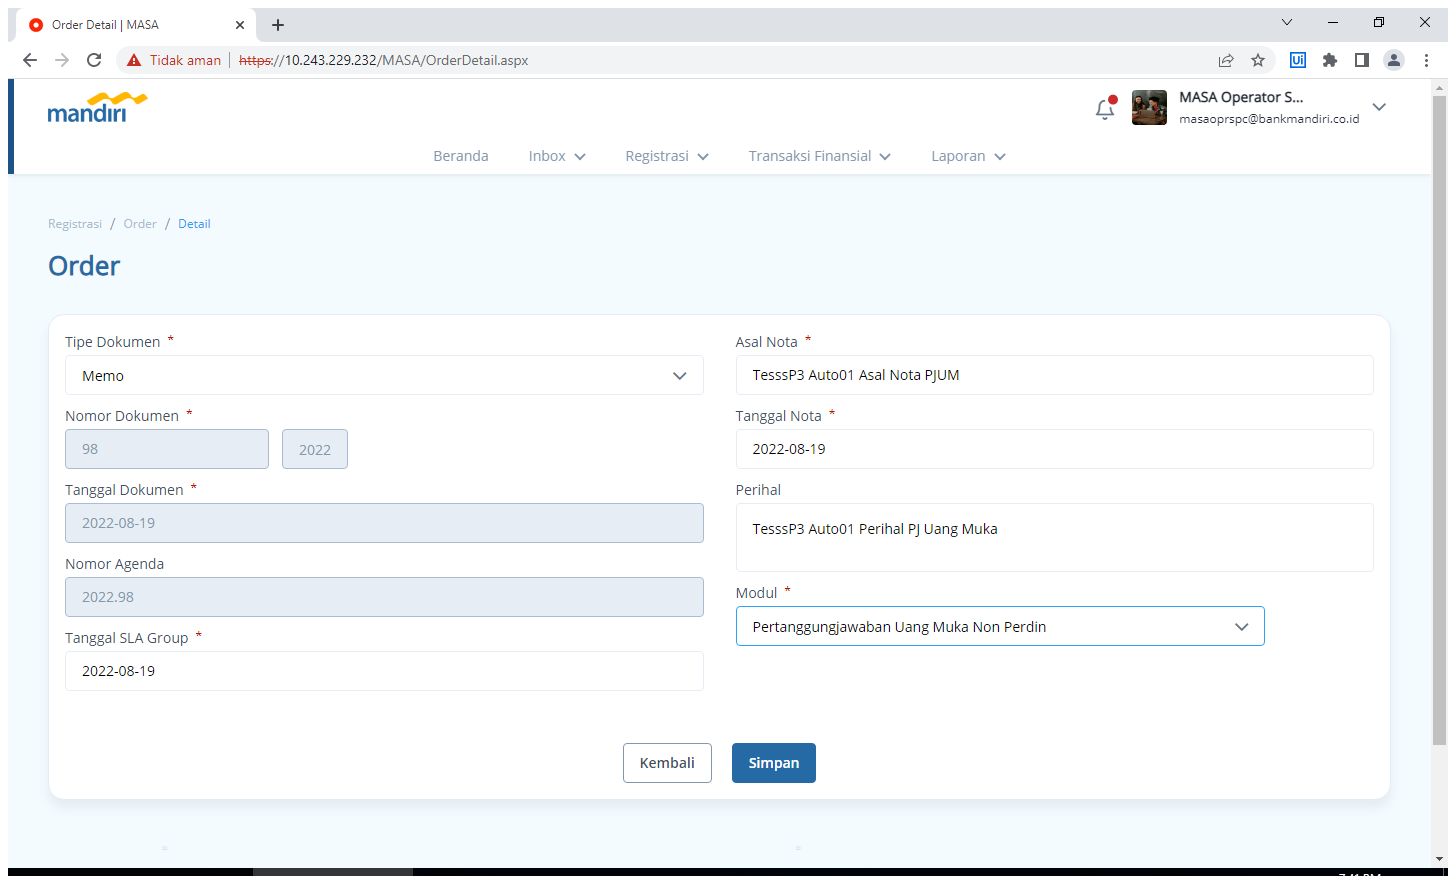 Order Detail | MASA
Tidak aman
https://10.243.229.232/MASA/OrderDetail.aspx
Ui
mandiri
MASA Operator S...
masaoprspc@bankmandiri.co.id
Beranda
Inbox
Registrasi
Transaksi Finansial
Laporan
Registrasi / Order / Detail
Order
Tipe Dokumen *
Memo
Nomor Dokumen *
98
2022
Tanggal Dokumen *
2022-08-19
Nomor Agenda
2022.98
Tanggal SLA Group *
2022-08-19
Asal Nota *
TesssP3 Auto01 Asal Nota PJUM
Tanggal Nota *
2022-08-19
Perihal
TesssP3 Auto01 Perihal PJ Uang Muka
Modul *
Pertanggungjawaban Uang Muka Non Perdin
Kembali
Simpan